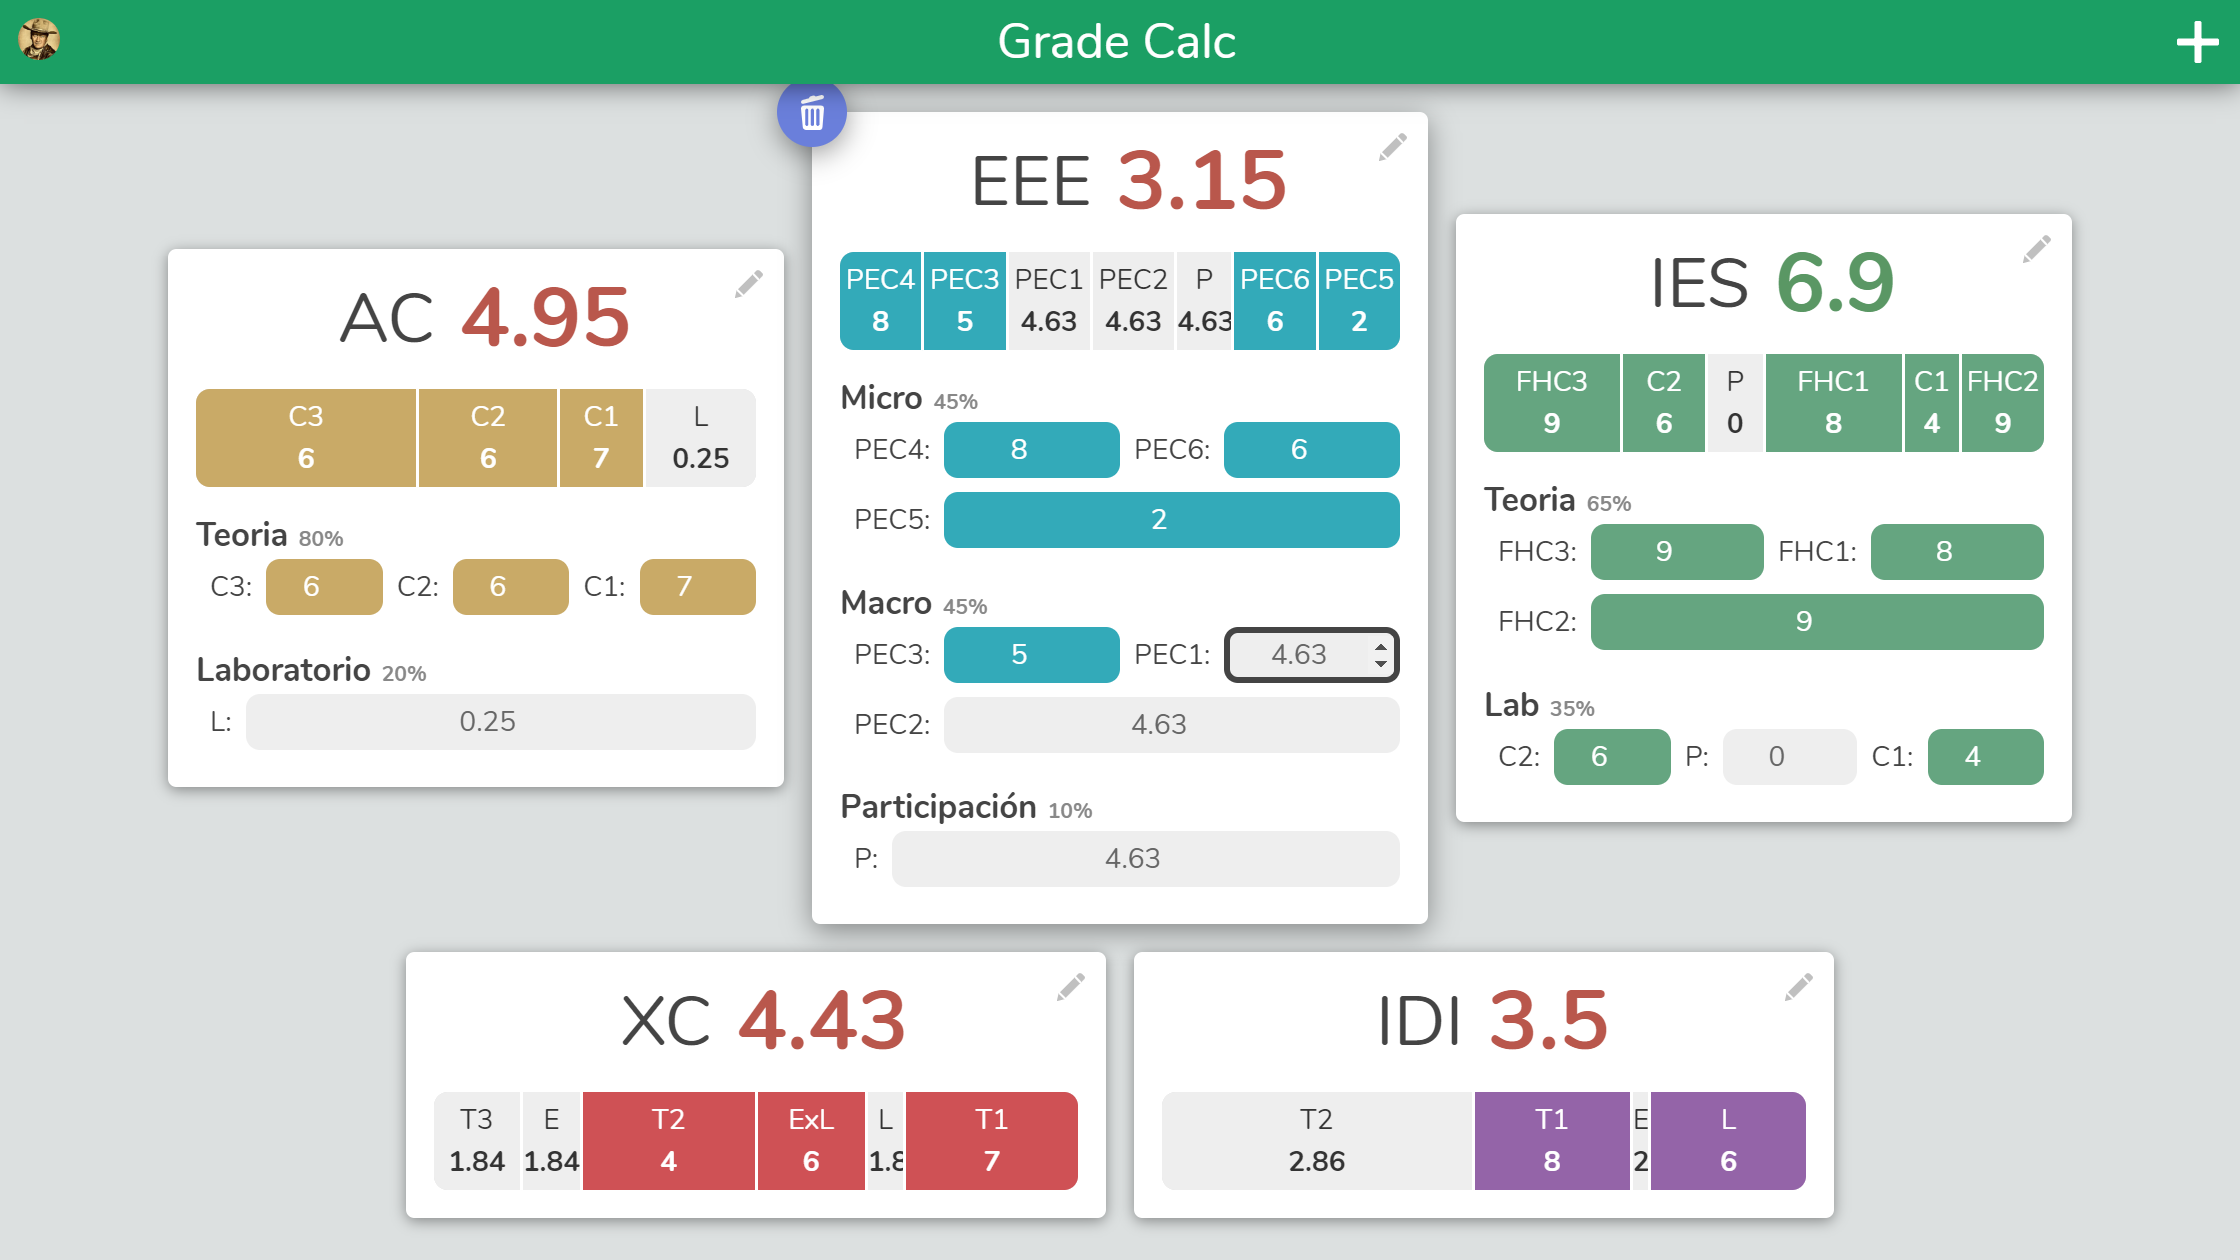 Grade Calc
AC 4.95
C3 C2 C1 L
6 6 7 0.25
Teoria 80%
C3: 6 C2: 6 C1: 7
Laboratorio 20%
L: 0.25
EEE 3.15
PEC4 PEC3 PEC1 PEC2 P PEC6 PEC5
8 5 4.63 4.63 4.63 6 2
Micro 45%
PEC4: 8 PEC6: 6
PEC5: 2
Macro 45%
PEC3: 5 PEC1: 4.63
PEC2: 4.63
Participación 10%
P: 4.63
IES 6.9
FHC3 C2 P FHC1 C1 FHC2
9 6 0 8 4 9
Teoria 65%
FHC3: 9 FHC1: 8
FHC2: 9
Lab 35%
C2: 6 P: 0 C1: 4
XC 4.43
T3 E T2 ExL L T1
1.84 1.84 4 6 1.8 7
IDI 3.5
T2 T1 E L
2.86 8 2 6